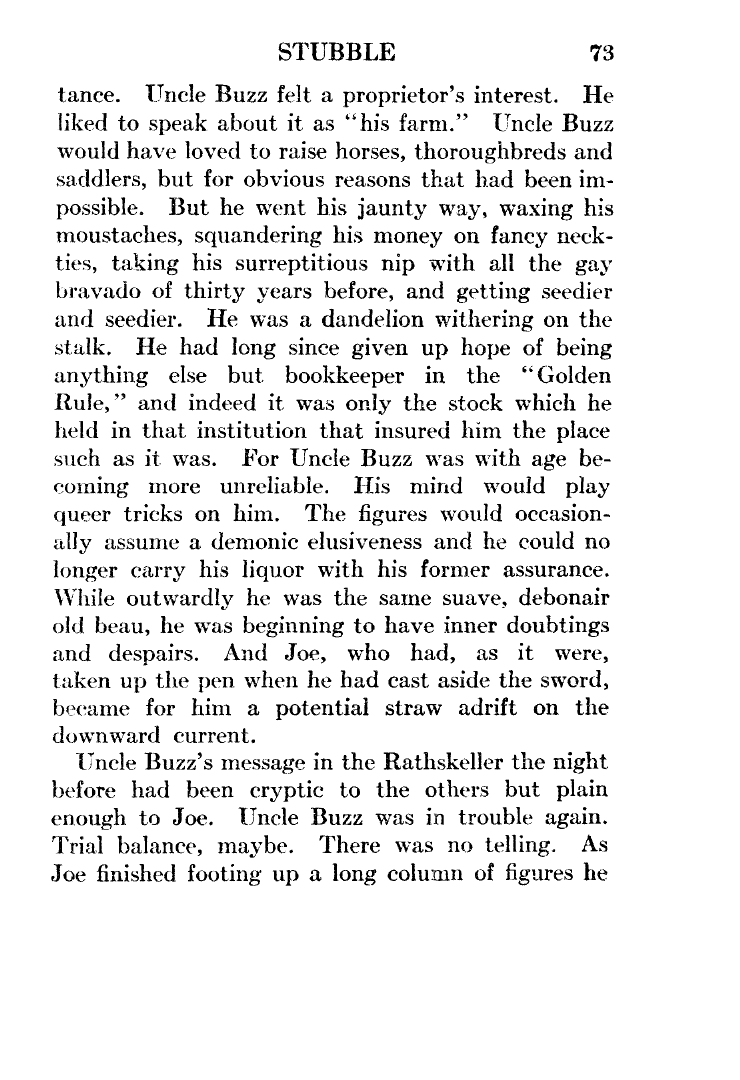 STUBBLE 73
tance. Uncle Buzz felt a proprietor's interest. He
liked to speak about it as "his farm." Uncle Buzz
would have loved to raise horses, thoroughbreds and
saddlers, but for obvious reasons that had been im-
possible. But he went his jaunty way, waxing his
moustaches, squandering his money on fancy neck-
ties, taking his surreptitious nip with all the gay
bravado of thirty years before, and getting seedier
and seedier. He was a dandelion withering on the
stalk. He had long since given up hope of being
anything else but bookkeeper in the "Golden
Rule," and indeed it was only the stock which he
held in that institution that insured him the place
such as it was. For Uncle Buzz was with age be-
coming more unreliable. His mind would play
queer tricks on him. The figures would occasion-
ally assume a demonic elusiveness and he could no
longer carry his liquor with his former assurance.
While outwardly he was the same suave, debonair
old beau, he was beginning to have inner doubtings
and despairs. And Joe, who had, as it were,
taken up the pen when he had cast aside the sword,
became for him a potential straw adrift on the
downward current.
Uncle Buzz's message in the Rathskeller the night
before had been cryptic to the others but plain
enough to Joe. Uncle Buzz was in trouble again.
Trial balance, maybe. There was no telling. As
Joe finished footing up a long column of figures he